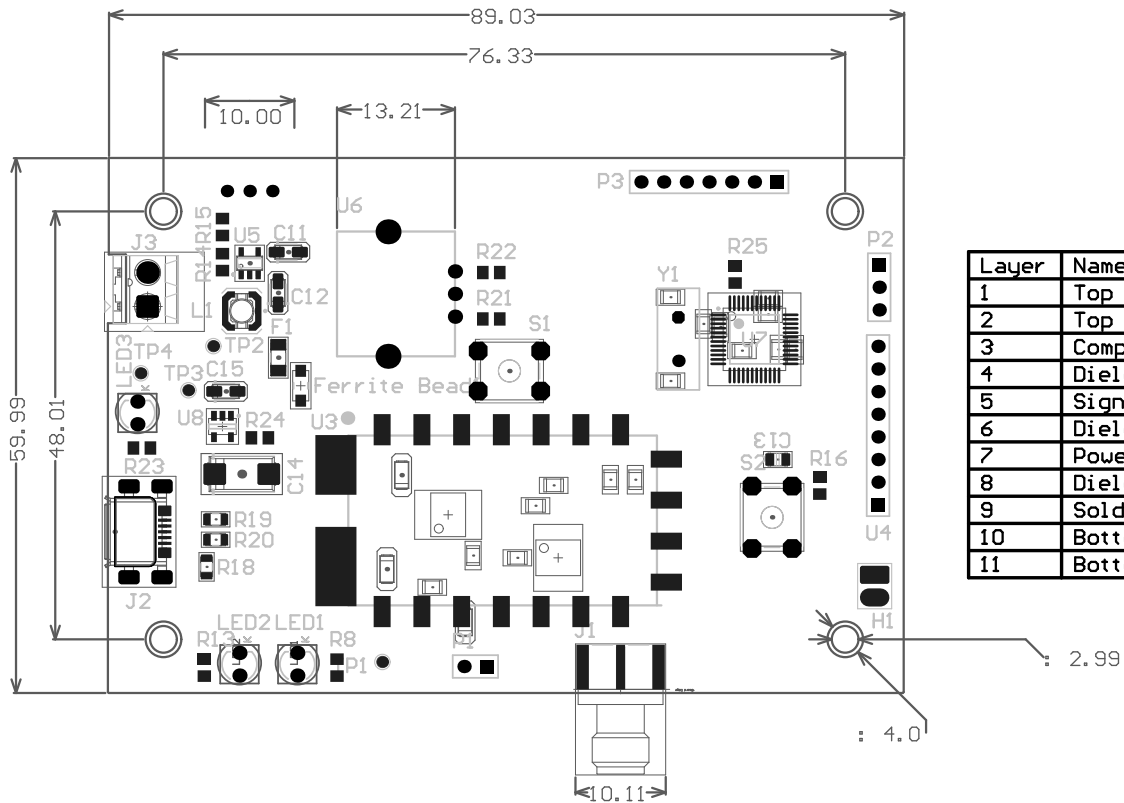 89.03
76.33
10.00
13.21
P3
U6
R15
J3
U5
C11
R14
R22
R25
P2
Y1
C12
L1
R21
S1
F1
U7
TP4
LED3
TP2
TP3
C15
Ferrite Bead
K
U8
R24
U3
59.99
48.01
C13
S2
R16
R23
C14
R19
R20
R18
U4
J2
H1
LED2
LED1
R13
K
K
R8
P1
J1
: 2.99
: 4.0
10.11
Layer Name
1 Top
2 Top
3 Comp
4 Diel
5 Sign
6 Diel
7 Powe
8 Diel
9 Sold
10 Bott
11 Bott